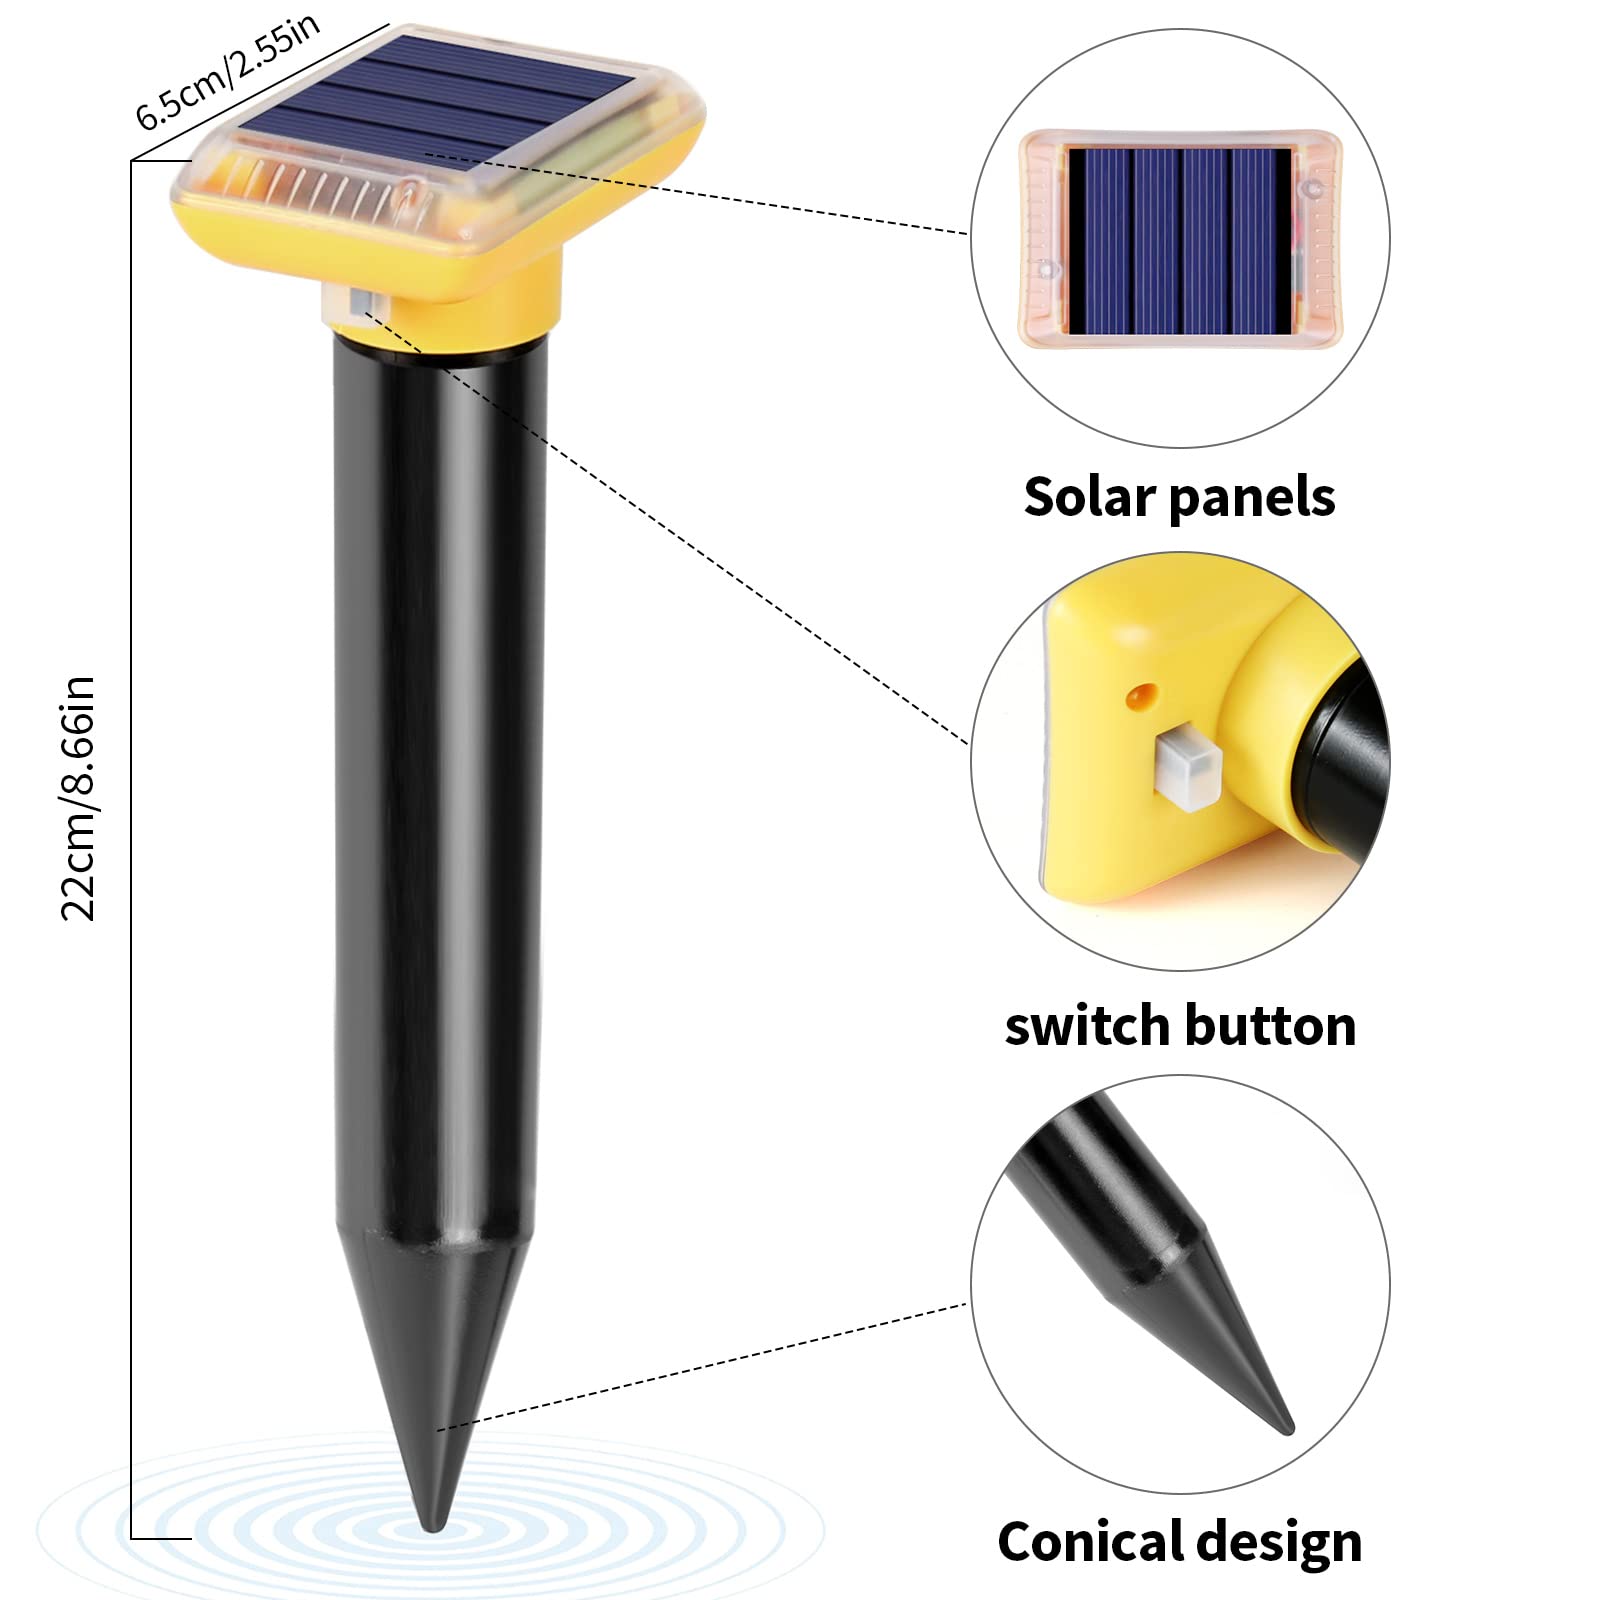 6.5cm/2.55in
22cm/8.66in
Solar panels
switch button
Conical design